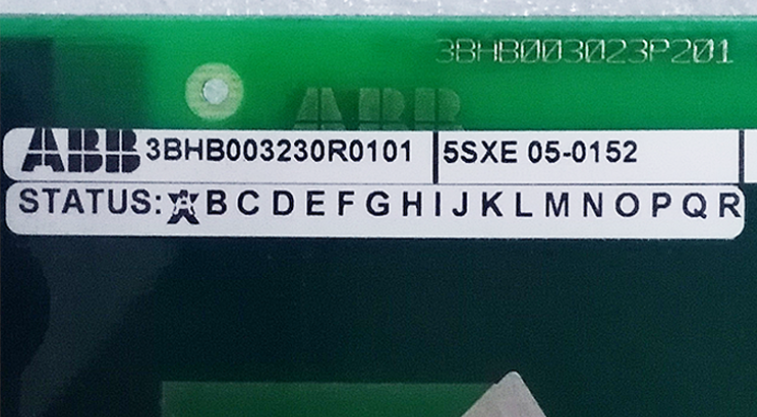 3BHB003023P201
ABB
ABB 3BHB003230R0101 5SXE 05-0152
STATUS: A B C D E F G H I J K L M N O P Q R